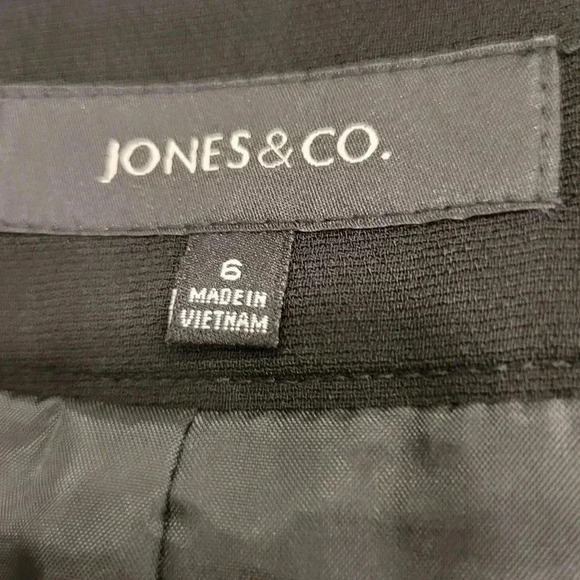 JONES & CO.
6
MADE IN
VIETNAM